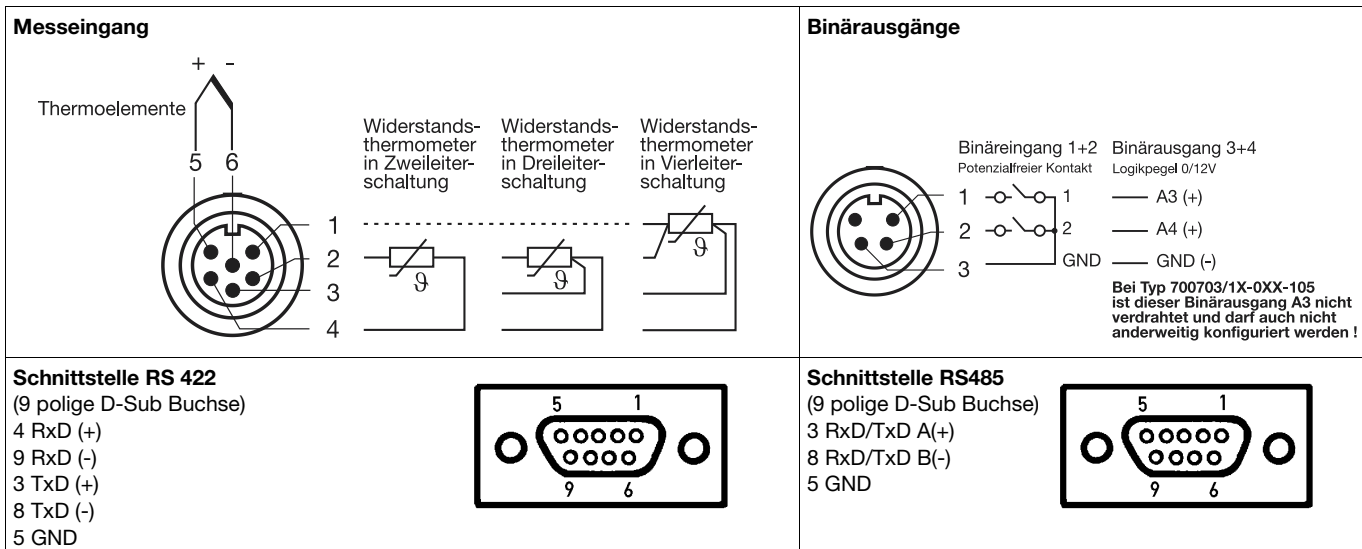 Messeingang
+ -
Thermoelemente
5 6
Widerstands-
thermometer
in Zweileiter-
schaltung
Widerstands-
thermometer
in Dreileiter-
schaltung
Widerstands-
thermometer
in Vierleiter-
schaltung
1
2
3
4
ϑ ϑ ϑ
Binärausgänge
Binäreingang 1+2 Binärausgang 3+4
Potenzialfreier Kontakt Logikpegel 0/12V
1 1 A3 (+)
2 2 A4 (+)
3 GND GND (-)
Bei Typ 700703/1X-0XX-105
ist dieser Binärausgang A3 nicht
verdrahtet und darf auch nicht
anderweitig konfiguriert werden !
Schnittstelle RS 422
(9 polige D-Sub Buchse)
4 RxD (+)
9 RxD (-)
3 TxD (+)
8 TxD (-)
5 GND
5 1
9 6
Schnittstelle RS485
(9 polige D-Sub Buchse)
3 RxD/TxD A(+)
8 RxD/TxD B(-)
5 GND
5 1
9 6